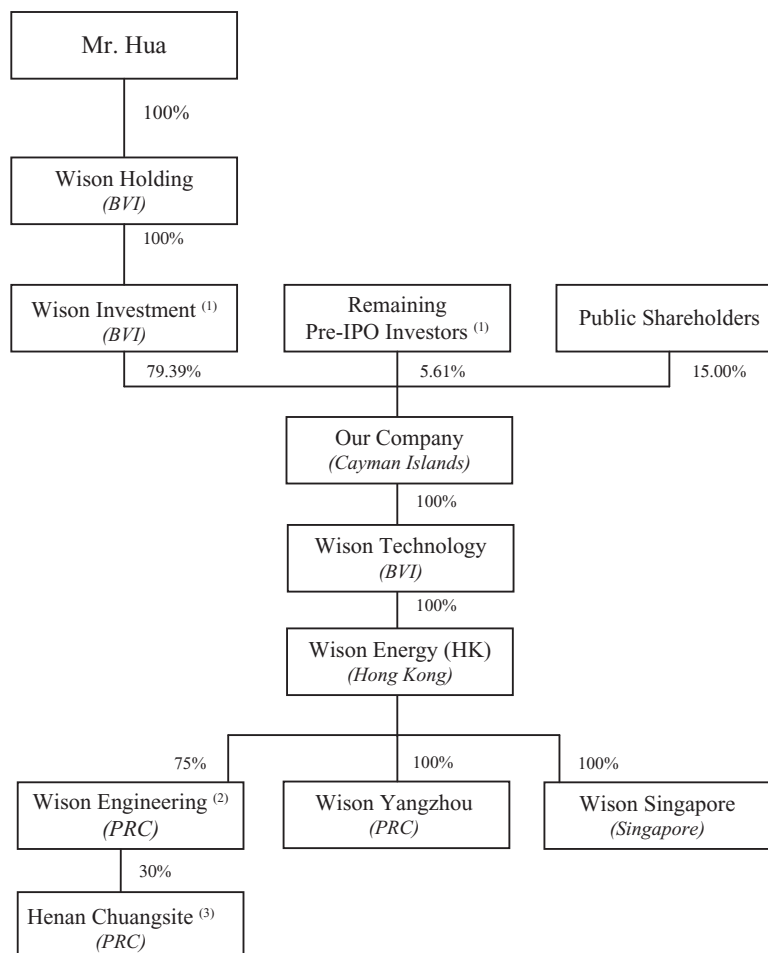 Mr. Hua
100%
Wison Holding
(BVI)
100%
Wison Investment (1)
(BVI)
Remaining
Pre-IPO Investors (1)
Public Shareholders
79.39%
5.61%
15.00%
Our Company
(Cayman Islands)
100%
Wison Technology
(BVI)
100%
Wison Energy (HK)
(Hong Kong)
75%
100%
100%
Wison Engineering (2)
(PRC)
Wison Yangzhou
(PRC)
Wison Singapore
(Singapore)
30%
Henan Chuangsite (3)
(PRC)